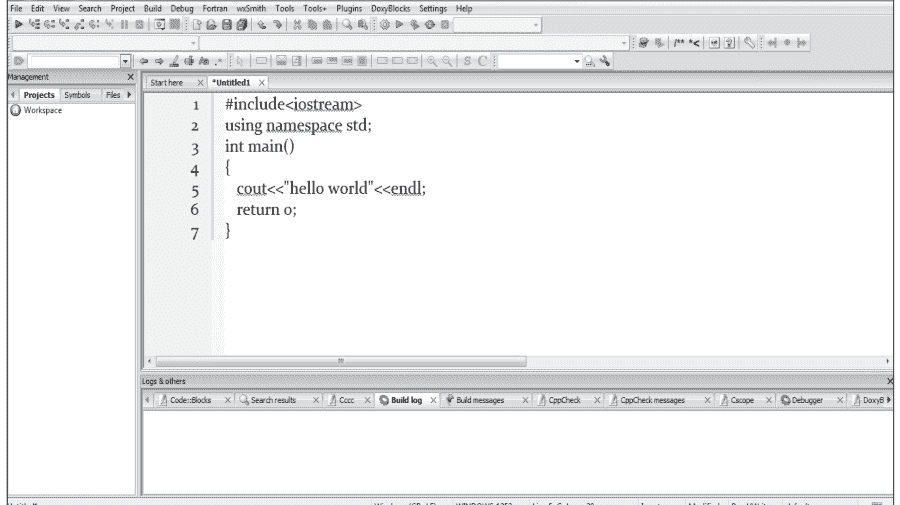 File Edit View Search Project Build Debug Fortran wxSmith Tools Tools+ Plugins DoxyBlocks Settings Help
/** *<
Management
Projects Symbols Files
Workspace
Start here *Untitled1
1 #include<iostream>
2 using namespace std;
3 int main()
4 {
5 cout<<"hello world"<<endl;
6 return 0;
7 }
Logs & others
Code::Blocks Search results Cccc Build log Build messages CppCheck CppCheck messages Cscope Debugger DoxyB